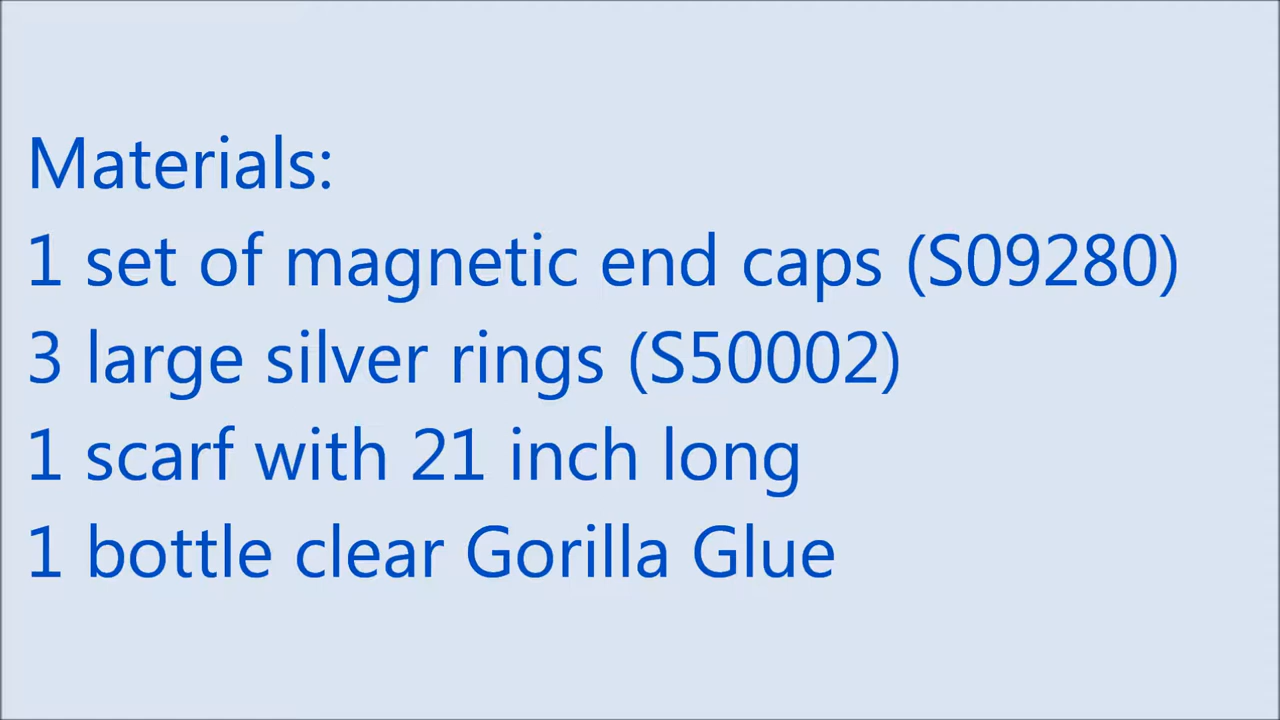 Materials:
1 set of magnetic end caps (S09280)
3 large silver rings (S50002)
1 scarf with 21 inch long
1 bottle clear Gorilla Glue